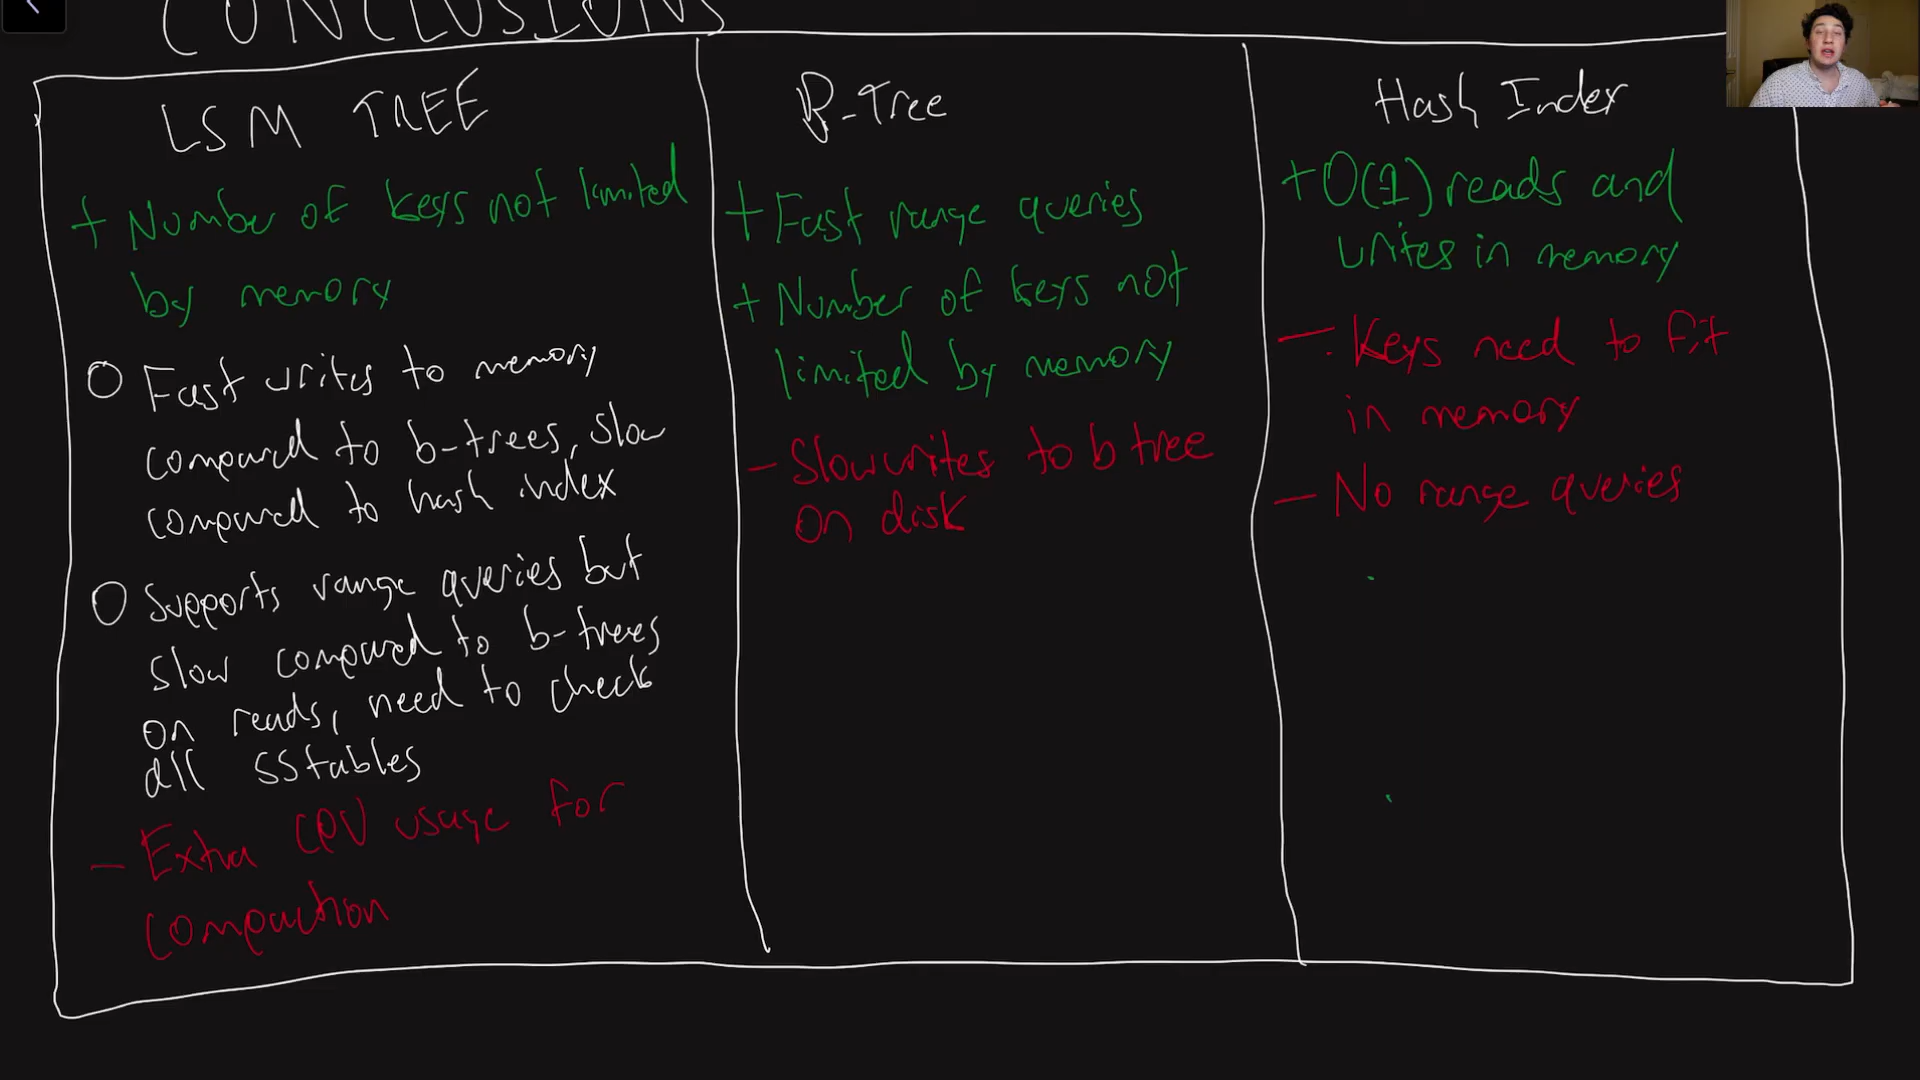 CONCLUSIONS
LSM TREE
+ Number of keys not limited
by memory
O Fast writes to memory
compared to b-trees, slow
compared to hash index
O Supports range queries but
slow compared to b-trees
on reads, need to check
all SStables
- Extra CPU usage for
compaction
B-Tree
+ Fast range queries
+ Number of keys not
limited by memory
- Slow writes to b tree
on disk
Hash Index
+ O(1) reads and
writes in memory
- Keys need to fit
in memory
- No range queries